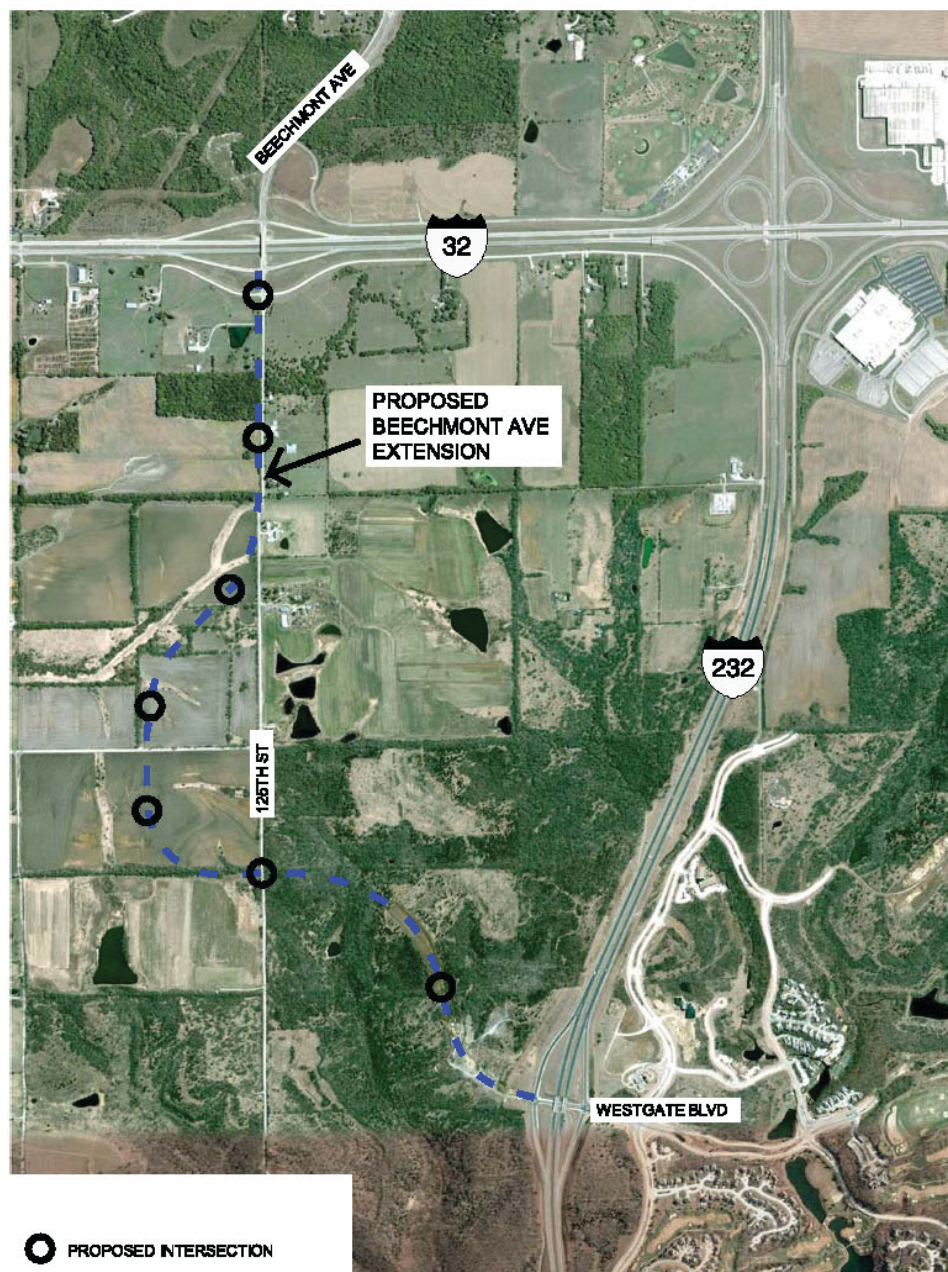 BEECHMONT AVE
32
PROPOSED
BEECHMONT AVE
EXTENSION
232
125TH ST
WESTGATE BLVD
PROPOSED INTERSECTION